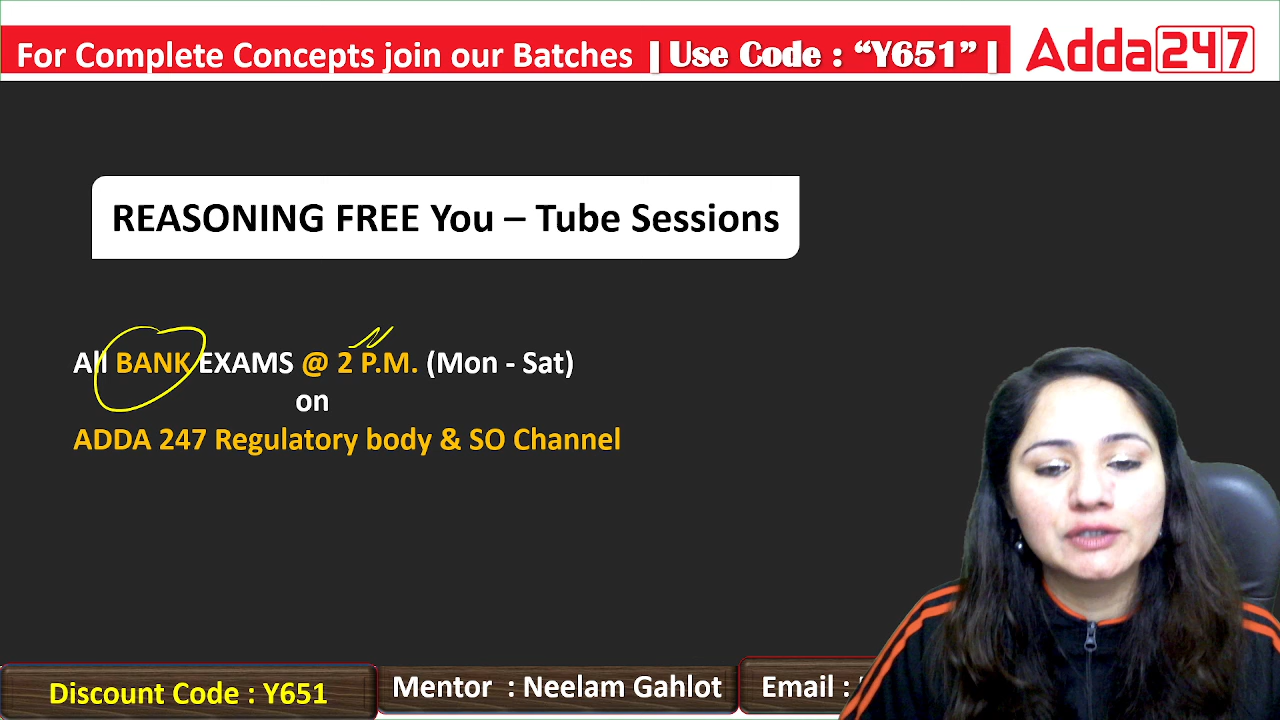 For Complete Concepts join our Batches | Use Code : “Y651” | Adda247
REASONING FREE You – Tube Sessions
All BANK EXAMS @ 2 P.M. (Mon - Sat)
on
ADDA 247 Regulatory body & SO Channel
Discount Code : Y651
Mentor : Neelam Gahlot
Email :